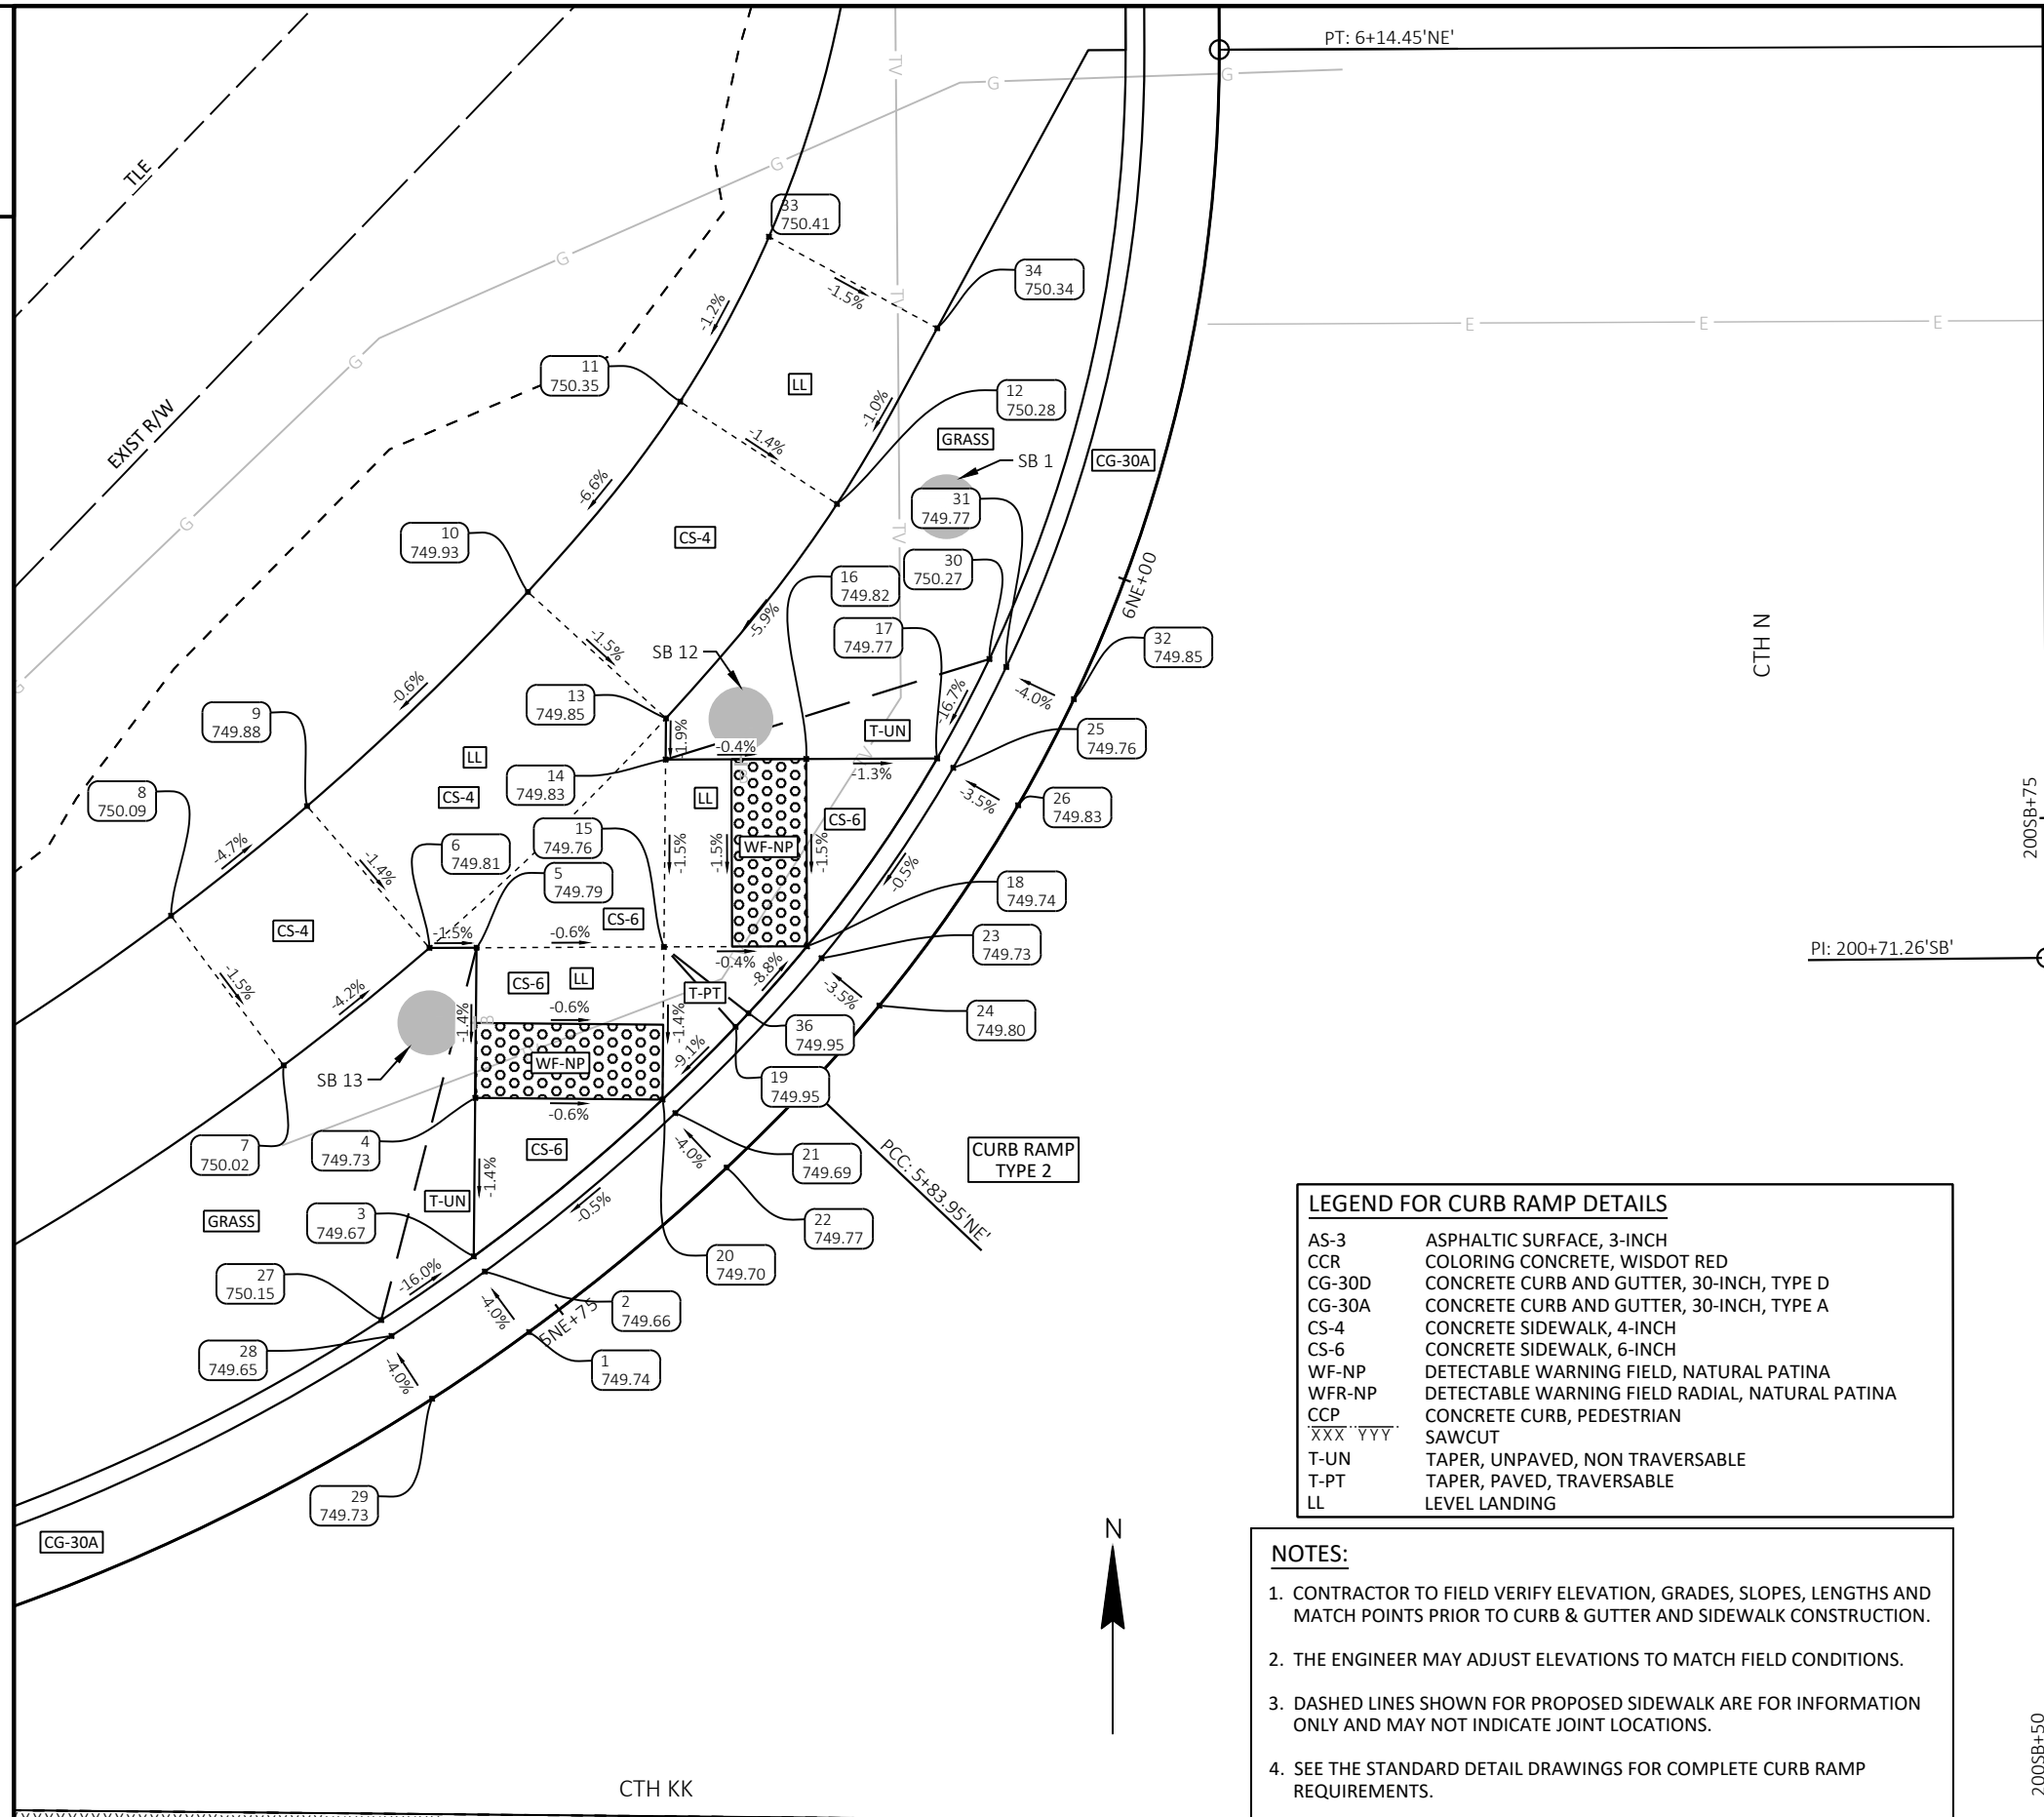 PT: 6+14.45'NE'
TV
G
G
G
TLE
33
750.41
G
34
750.34
-1.5%
-1.2%
TV
E
E
E
11
750.35
G
LL
12
750.28
-1.0%
EXIST R/W
-1.4%
GRASS
SB 1
CG-30A
-6.6%
31
749.77
G
CS-4
TV
10
749.93
30
750.27
16
749.82
6NE+00
-5.9%
17
749.77
32
749.85
CTH N
-1.5%
SB 12
G
-0.6%
13
749.85
-16.7%
-4.0%
9
749.88
1.9%
-0.4%
T-UN
25
749.76
LL
-1.3%
14
749.83
8
750.09
CS-4
LL
-3.5%
26
749.83
200SB+75
CS-6
15
749.76
6
749.81
-4.7%
-1.5%
-1.5%
WF-NP
-1.5%
-1.4%
5
749.79
-0.5%
18
749.74
CS-6
CS-4
-1.5%
-0.6%
23
749.73
PI: 200+71.26'SB'
-0.4%
-8.8%
-1.5%
CS-6
LL
T-PT
-3.5%
-4.2%
-0.6%
24
749.80
-1.4%
-1.4%
36
749.95
-9.1%
WF-NP
SB 13
19
749.95
-0.6%
7
750.02
4
749.73
CS-6
-4.0%
21
749.69
PCC: 5+83.95'NE'
CURB RAMP
TYPE 2
-1.4%
T-UN
-0.5%
GRASS
3
749.67
22
749.77
20
749.70
27
750.15
-16.0%
2
749.66
-4.0%
5NE+75
28
749.65
1
749.74
-4.0%
29
749.73
CG-30A
N
CTH KK
LEGEND FOR CURB RAMP DETAILS
AS-3 ASPHALTIC SURFACE, 3-INCH
CCR COLORING CONCRETE, WISDOT RED
CG-30D CONCRETE CURB AND GUTTER, 30-INCH, TYPE D
CG-30A CONCRETE CURB AND GUTTER, 30-INCH, TYPE A
CS-4 CONCRETE SIDEWALK, 4-INCH
CS-6 CONCRETE SIDEWALK, 6-INCH
WF-NP DETECTABLE WARNING FIELD, NATURAL PATINA
WFR-NP DETECTABLE WARNING FIELD RADIAL, NATURAL PATINA
CCP CONCRETE CURB, PEDESTRIAN
XXX YYY SAWCUT
T-UN TAPER, UNPAVED, NON TRAVERSABLE
T-PT TAPER, PAVED, TRAVERSABLE
LL LEVEL LANDING
NOTES:
1. CONTRACTOR TO FIELD VERIFY ELEVATION, GRADES, SLOPES, LENGTHS AND
MATCH POINTS PRIOR TO CURB & GUTTER AND SIDEWALK CONSTRUCTION.
2. THE ENGINEER MAY ADJUST ELEVATIONS TO MATCH FIELD CONDITIONS.
3. DASHED LINES SHOWN FOR PROPOSED SIDEWALK ARE FOR INFORMATION
ONLY AND MAY NOT INDICATE JOINT LOCATIONS.
4. SEE THE STANDARD DETAIL DRAWINGS FOR COMPLETE CURB RAMP
REQUIREMENTS.
200SB+50